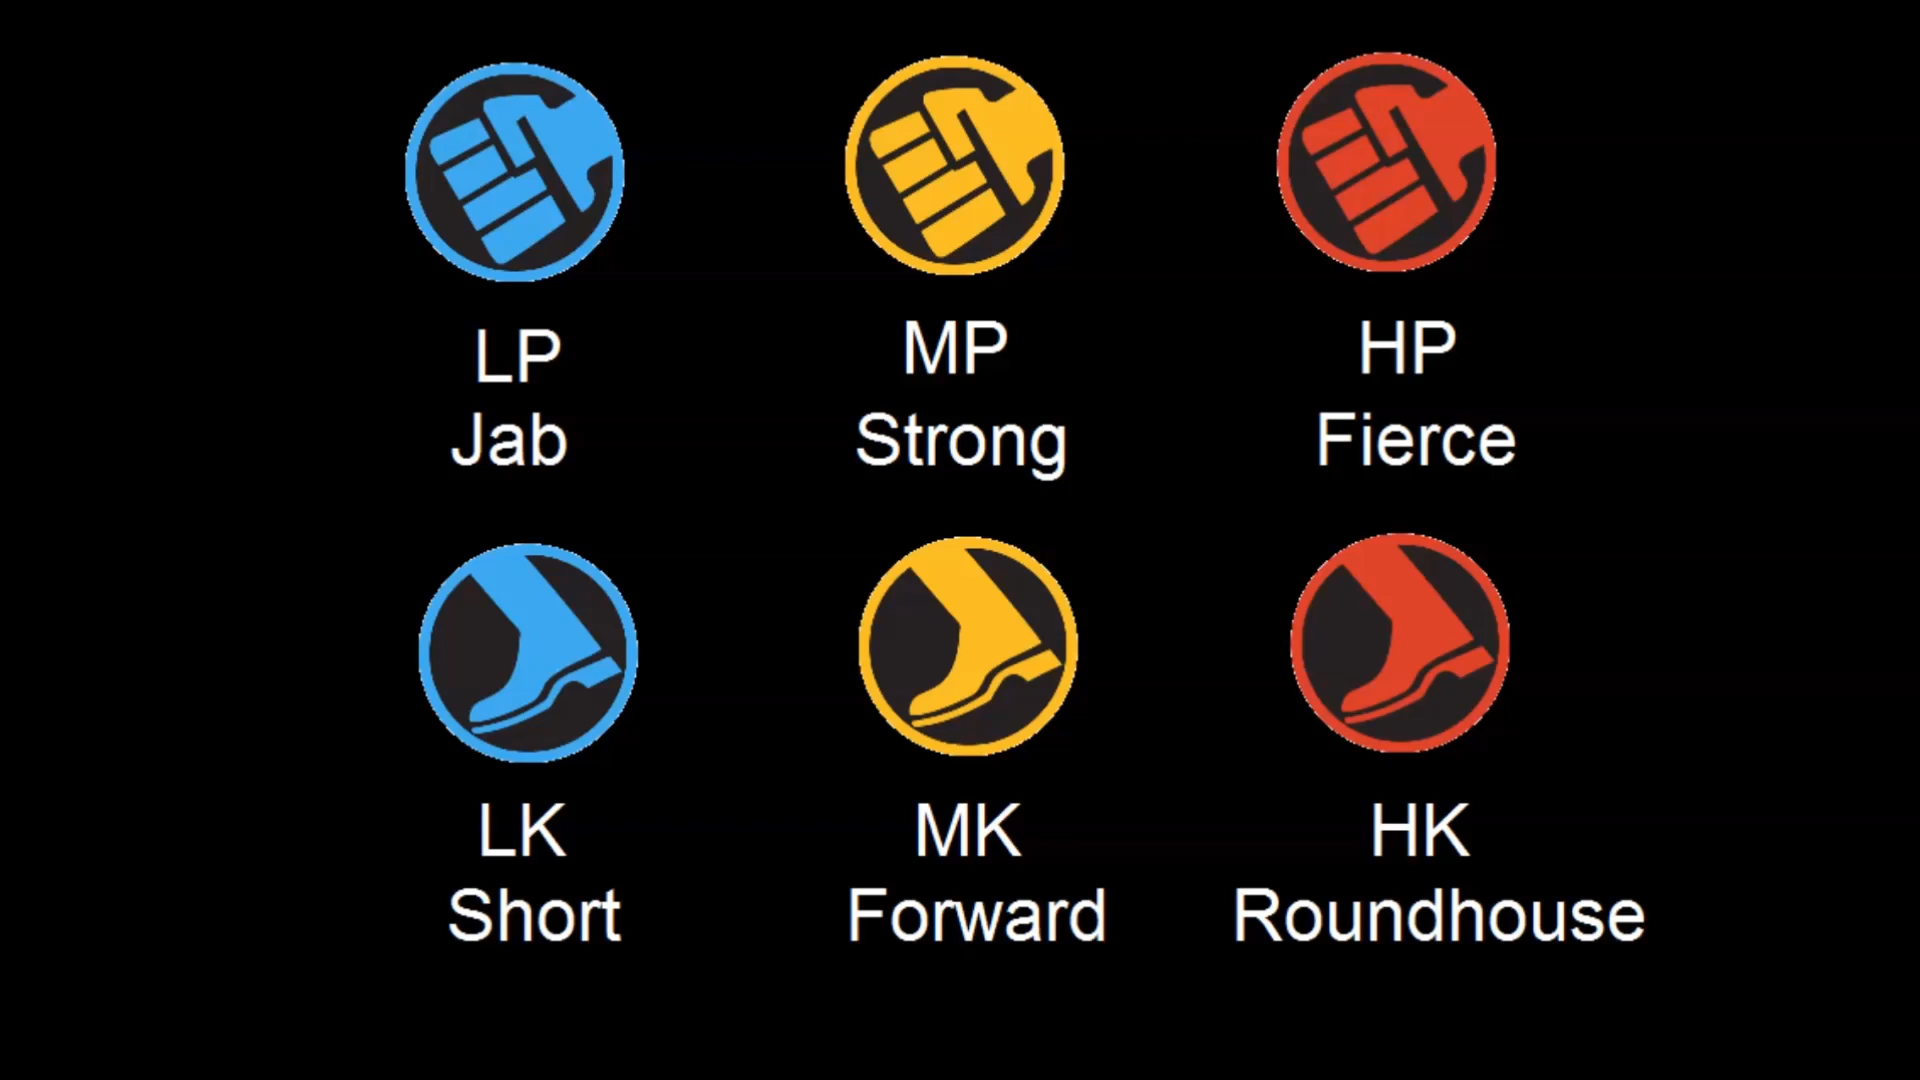 LP
MP
HP
Jab
Strong
Fierce
LK
MK
HK
Short
Forward
Roundhouse